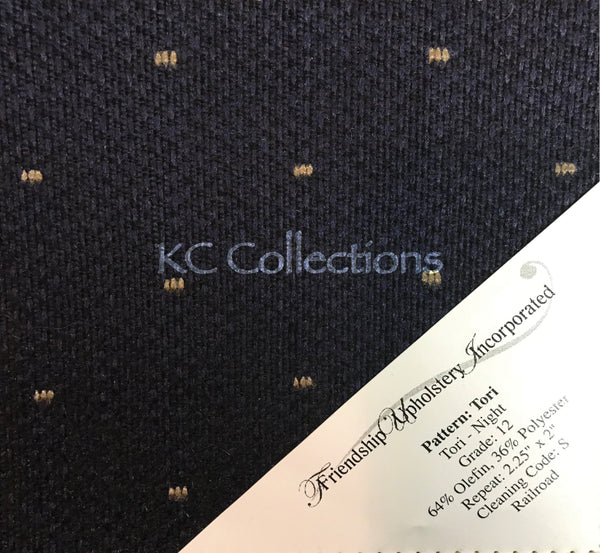 KC Collections
Friendship Upholstery Incorporated
Pattern: Tori
Tori - Night
Grade: 12
64% Olefin, 36% Polyester
Repeat: 2.25" x 2"
Cleaning Code: S
Railroad